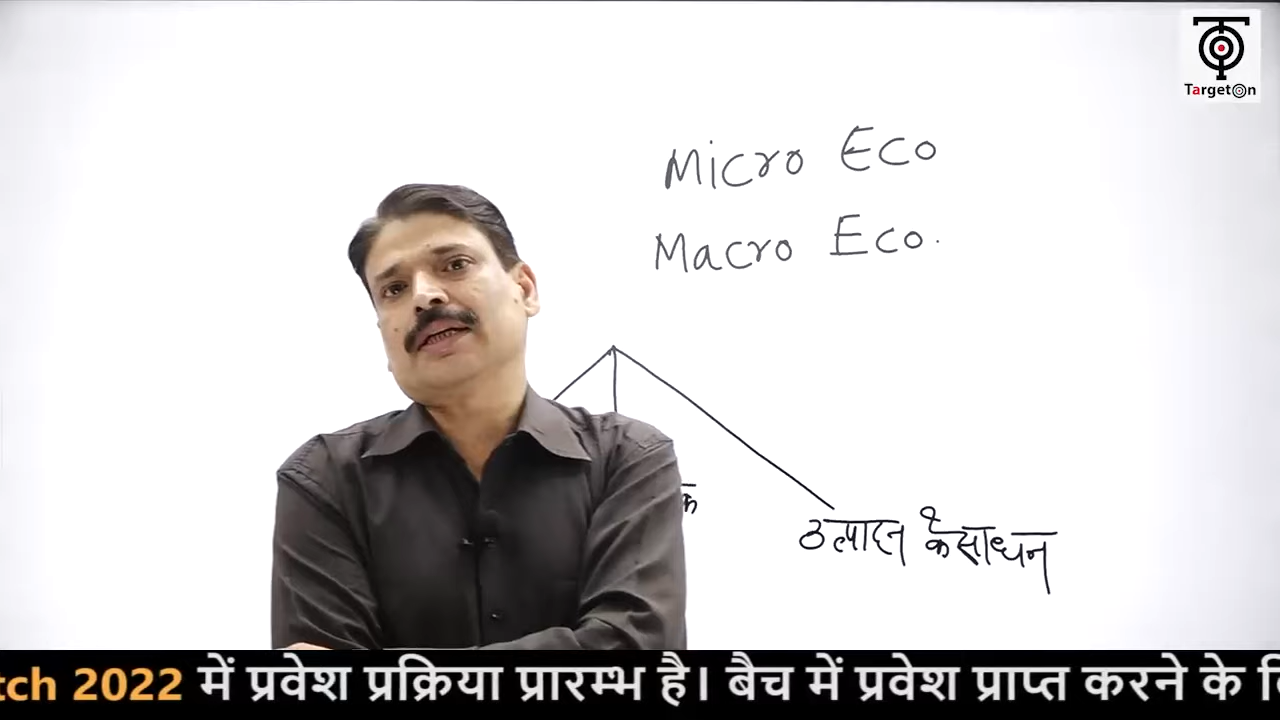 TargetOn
Micro Eco
Macro Eco.
उत्पादन के साधन
tch 2022 में प्रवेश प्रक्रिया प्रारम्भ है। बैच में प्रवेश प्राप्त करने के